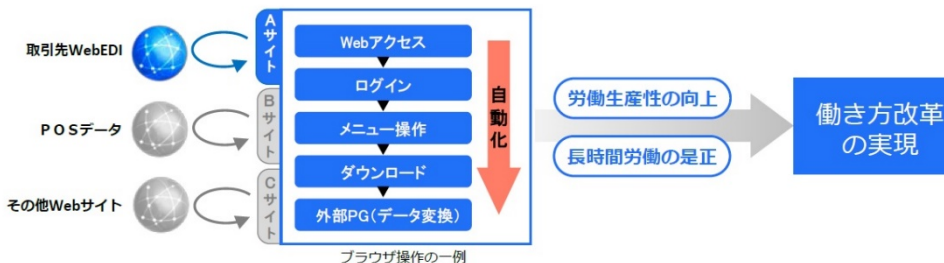 取引先WebEDI
POSデータ
その他Webサイト
Aサイト
Bサイト
Cサイト
Webアクセス
ログイン
メニュー操作
ダウンロード
外部PG(データ変換)
自動化
ブラウザ操作の一例
労働生産性の向上
長時間労働の是正
働き方改革
の実現